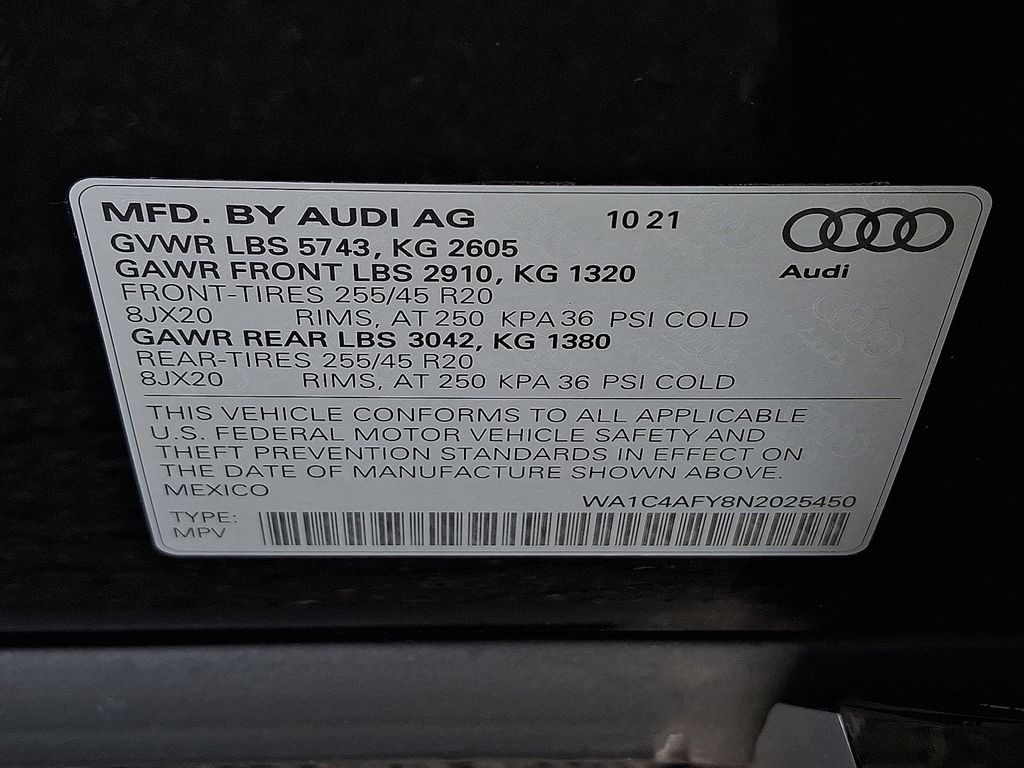 MFD. BY AUDI AG 10 21
Audi
GVWR LBS 5743, KG 2605
GAWR FRONT LBS 2910, KG 1320
FRONT-TIRES 255/45 R20
8JX20 RIMS, AT 250 KPA 36 PSI COLD
GAWR REAR LBS 3042, KG 1380
REAR-TIRES 255/45 R20
8JX20 RIMS, AT 250 KPA 36 PSI COLD
THIS VEHICLE CONFORMS TO ALL APPLICABLE
U.S. FEDERAL MOTOR VEHICLE SAFETY AND
THEFT PREVENTION STANDARDS IN EFFECT ON
THE DATE OF MANUFACTURE SHOWN ABOVE.
MEXICO WA1C4AFY8N2025450
TYPE:
MPV